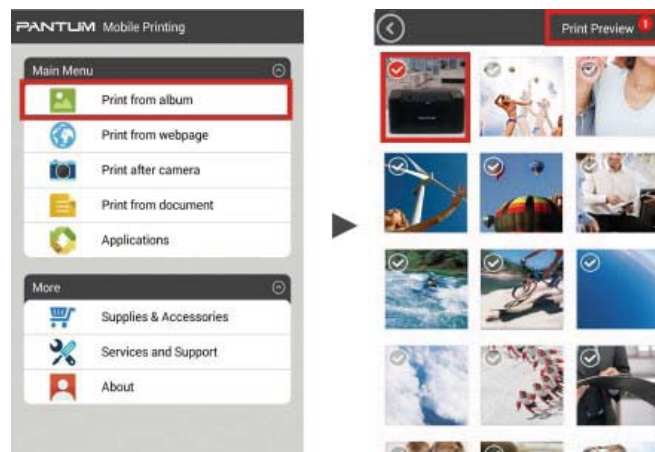 PANTUM Mobile Printing
Main Menu
Print from album
Print from webpage
Print after camera
Print from document
Applications
More
Supplies & Accessories
Services and Support
About
Print Preview 1
PANTUM